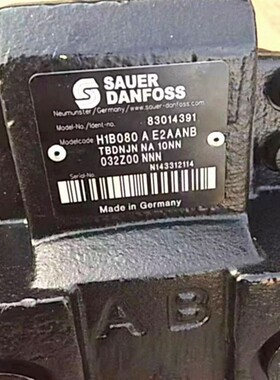 SAUER
DANFOSS
Neumunster / Germany / www.sauer-danfoss.com
Model-No./Ident-no. 83014391
Modelcode H1B080 A E2AANB
TBDNJN NA 10NN
032Z00 NNN
N143312114
Serial-No.
Made in Germany
A B